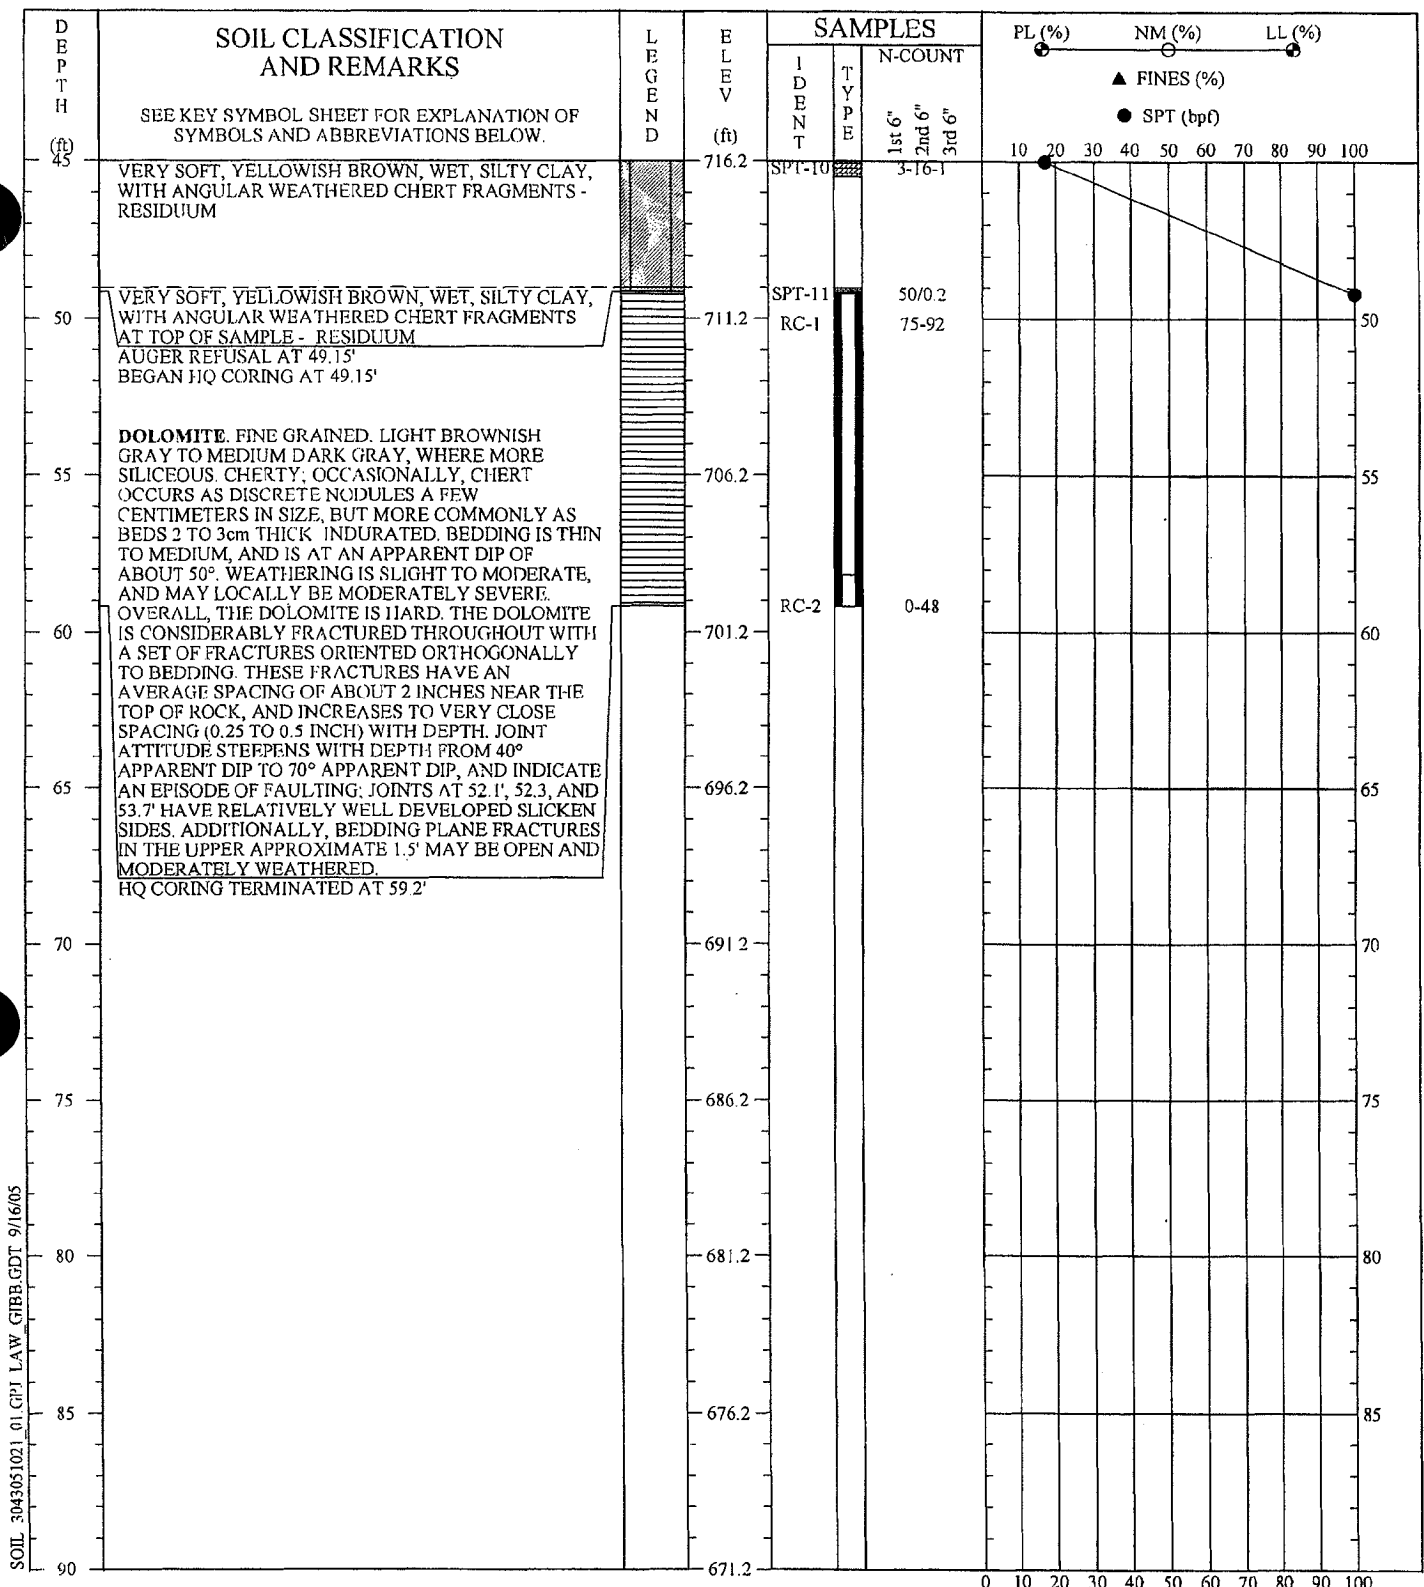 DEPTH
(ft)
SOIL CLASSIFICATION
AND REMARKS
SEE KEY SYMBOL SHEET FOR EXPLANATION OF
SYMBOLS AND ABBREVIATIONS BELOW.
LEGEND
ELEV
(ft)
SAMPLES
IDENT
TYPE
N-COUNT
1st 6"
2nd 6"
3rd 6"
PL (%) NM (%) LL (%)
▲ FINES (%)
● SPT (bpf)
10 20 30 40 50 60 70 80 90 100
45
VERY SOFT, YELLOWISH BROWN, WET, SILTY CLAY,
WITH ANGULAR WEATHERED CHERT FRAGMENTS -
RESIDUUM
716.2
SPT-10
3-16-1
VERY SOFT, YELLOWISH BROWN, WET, SILTY CLAY,
WITH ANGULAR WEATHERED CHERT FRAGMENTS
AT TOP OF SAMPLE - RESIDUUM
AUGER REFUSAL AT 49.15'
BEGAN HQ CORING AT 49.15'
SPT-11
50/0.2
50
711.2
RC-1
75-92
50
DOLOMITE. FINE GRAINED. LIGHT BROWNISH
GRAY TO MEDIUM DARK GRAY, WHERE MORE
SILICEOUS. CHERTY; OCCASIONALLY, CHERT
OCCURS AS DISCRETE NODULES A FEW
CENTIMETERS IN SIZE, BUT MORE COMMONLY AS
BEDS 2 TO 3cm THICK INDURATED. BEDDING IS THIN
TO MEDIUM, AND IS AT AN APPARENT DIP OF
ABOUT 50°. WEATHERING IS SLIGHT TO MODERATE,
AND MAY LOCALLY BE MODERATELY SEVERE.
OVERALL, THE DOLOMITE IS HARD. THE DOLOMITE
IS CONSIDERABLY FRACTURED THROUGHOUT WITH
A SET OF FRACTURES ORIENTED ORTHOGONALLY
TO BEDDING. THESE FRACTURES HAVE AN
AVERAGE SPACING OF ABOUT 2 INCHES NEAR THE
TOP OF ROCK, AND INCREASES TO VERY CLOSE
SPACING (0.25 TO 0.5 INCH) WITH DEPTH. JOINT
ATTITUDE STEEPENS WITH DEPTH FROM 40°
APPARENT DIP TO 70° APPARENT DIP, AND INDICATE
AN EPISODE OF FAULTING; JOINTS AT 52.1', 52.3, AND
53.7' HAVE RELATIVELY WELL DEVELOPED SLICKEN
SIDES. ADDITIONALLY, BEDDING PLANE FRACTURES
IN THE UPPER APPROXIMATE 1.5' MAY BE OPEN AND
MODERATELY WEATHERED.
HQ CORING TERMINATED AT 59.2'
55
706.2
55
RC-2
0-48
60
701.2
60
65
696.2
65
70
691.2
70
75
686.2
75
80
681.2
80
85
676.2
85
90
671.2
0 10 20 30 40 50 60 70 80 90 100
SOIL 3043051021_01.GPJ LAW_GIBB.GDT 9/16/05